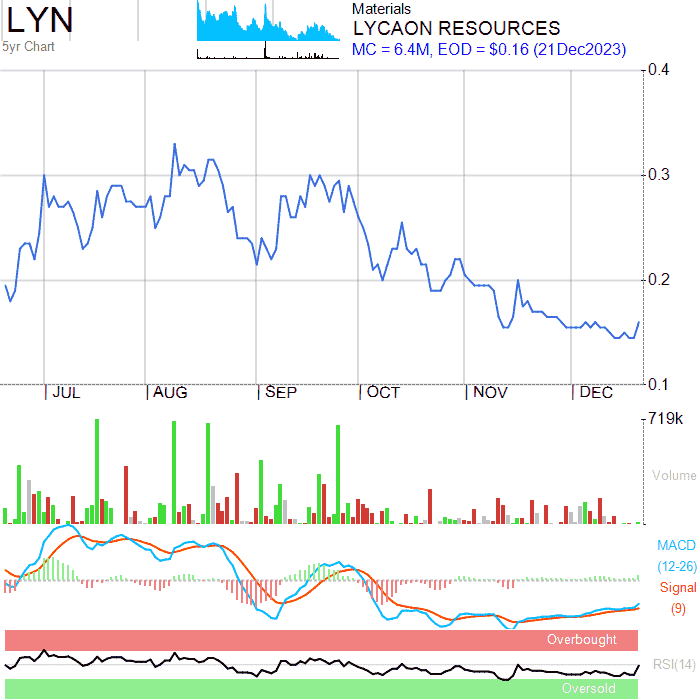 LYN
5yr Chart
Materials
LYCAON RESOURCES
MC = 6.4M, EOD = $0.16 (21Dec2023)
0.4
0.3
0.2
0.1
JUL AUG SEP OCT NOV DEC
719k
Volume
MACD
(12-26)
Signal
(9)
Overbought
RSI(14)
Oversold